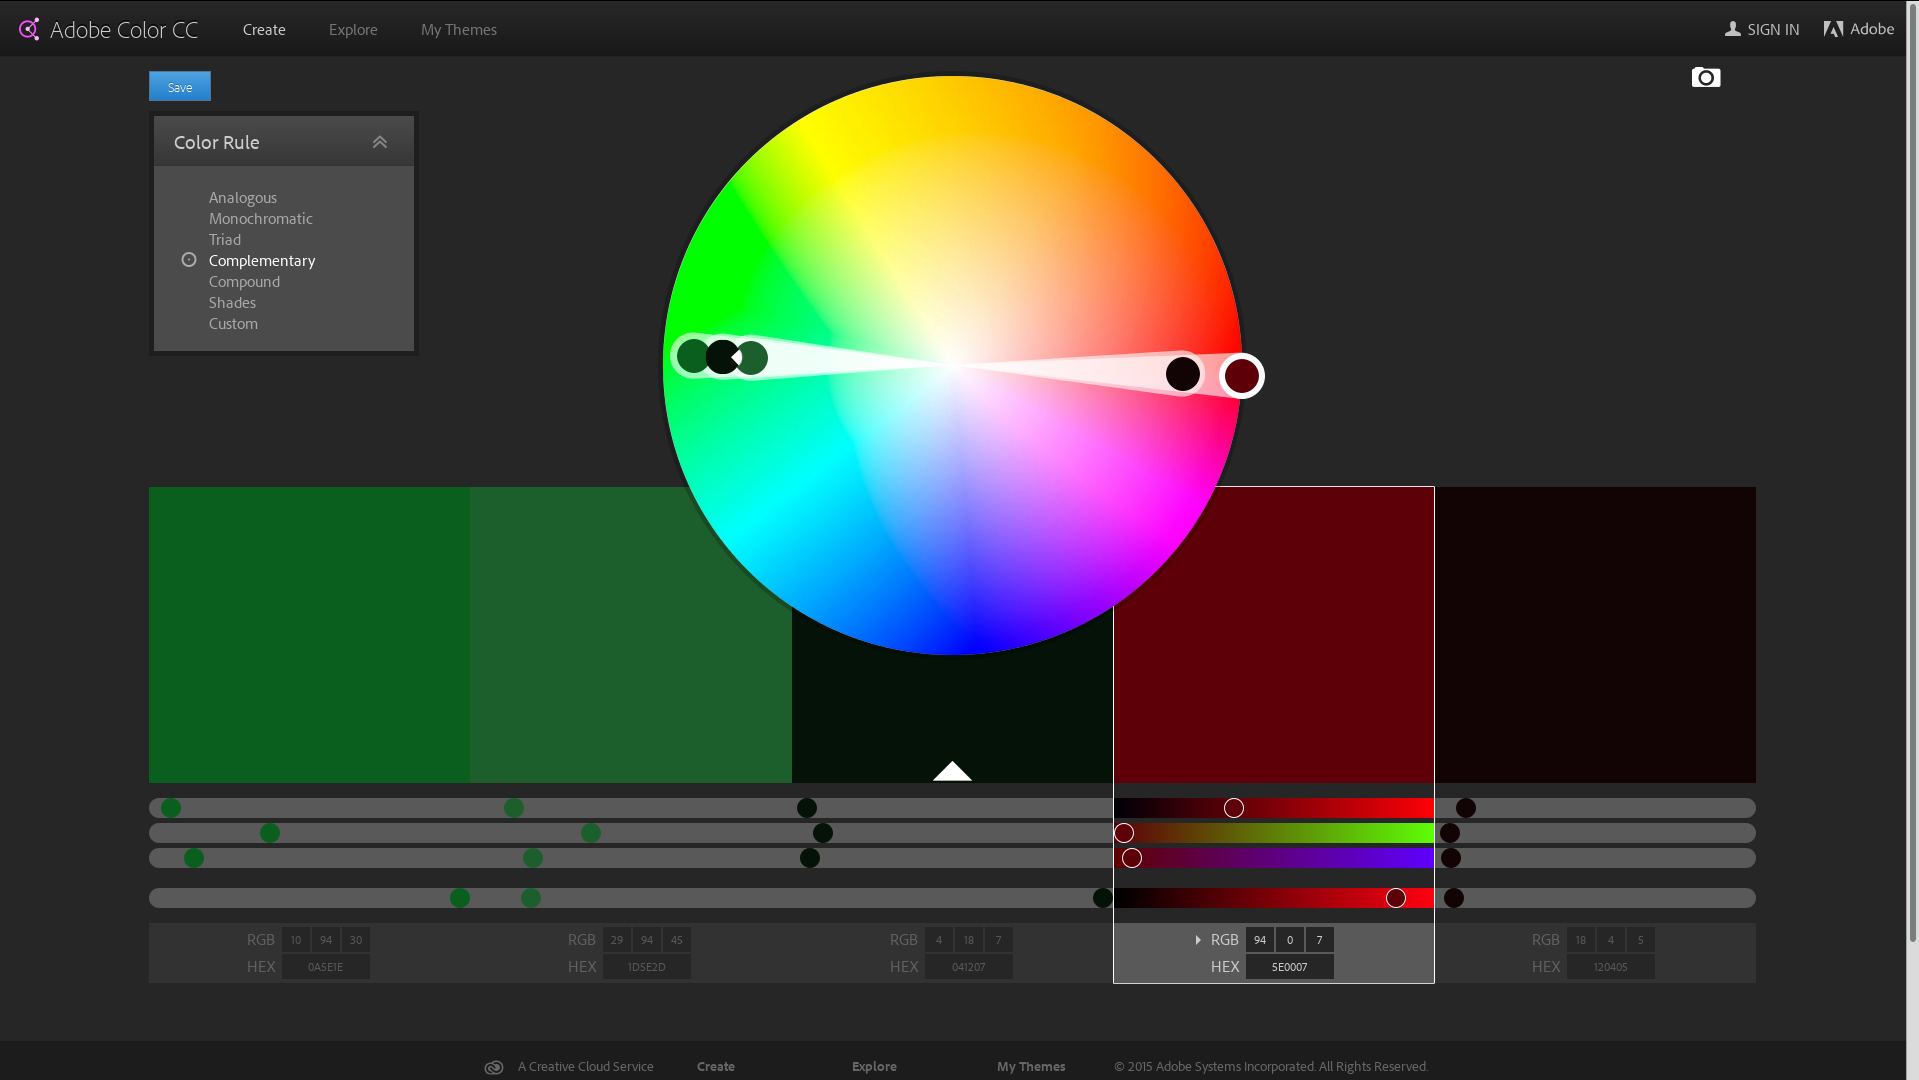 Adobe Color CC Create Explore My Themes SIGN IN Adobe
Save
Color Rule
Analogous
Monochromatic
Triad
Complementary
Compound
Shades
Custom
RGB 10 94 30 RGB 29 94 45 RGB 4 18 7 RGB 94 0 7 RGB 18 4 5
HEX 0A5E1E HEX 1D5E2D HEX 041207 HEX 5E0007 HEX 120405
A Creative Cloud Service Create Explore My Themes © 2015 Adobe Systems Incorporated. All Rights Reserved.